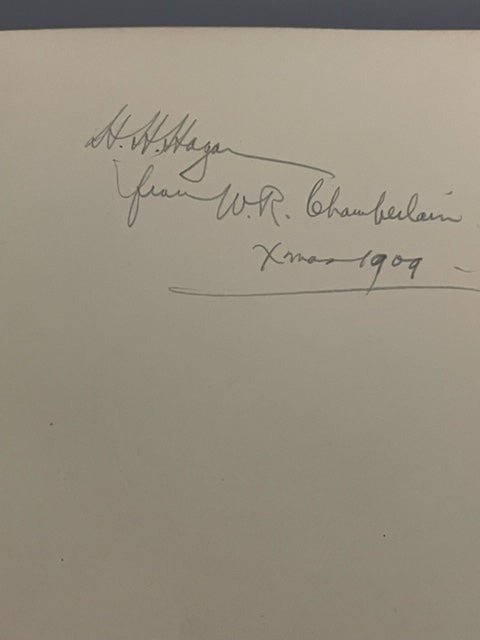 H. H. Hagan
from W. R. Chamberlain
Xmas 1909 -